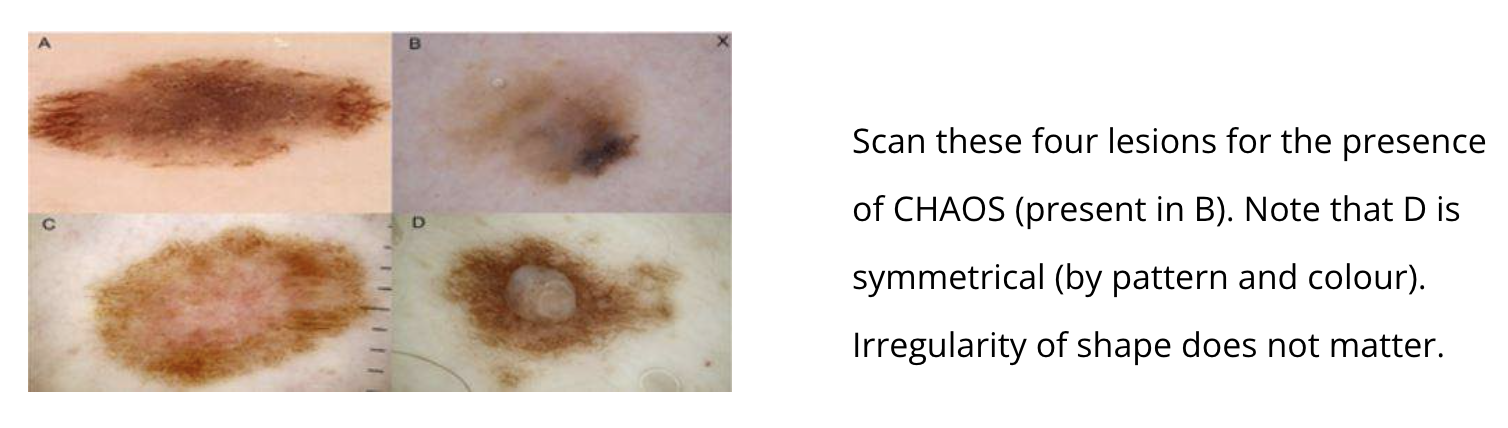 A
B
X
C
D
Scan these four lesions for the presence
of CHAOS (present in B). Note that D is
symmetrical (by pattern and colour).
Irregularity of shape does not matter.